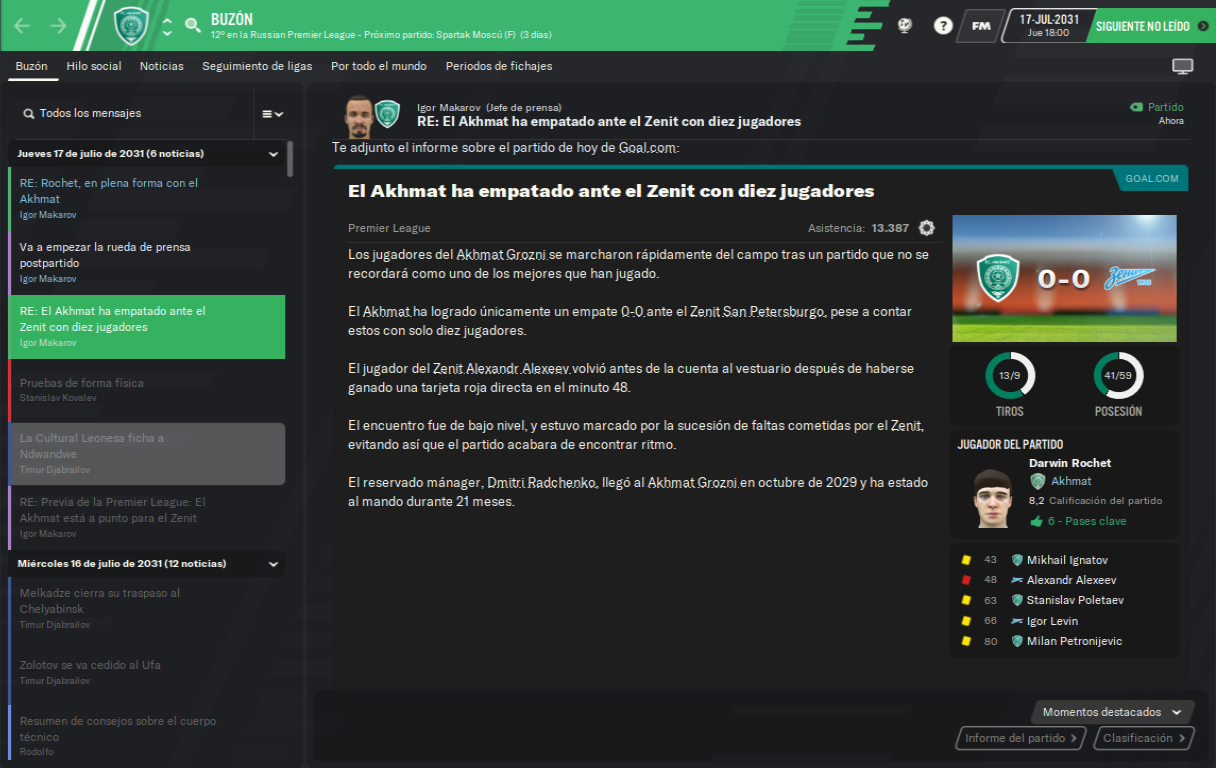 BUZÓN
12º en la Russian Premier League - Próximo partido: Spartak Moscú (F) (3 días)
?
FM
17-JUL-2031
Jue 18:00
SIGUIENTE NO LEÍDO
Buzón
Hilo social
Noticias
Seguimiento de ligas
Por todo el mundo
Periodos de fichajes
Todos los mensajes
Jueves 17 de julio de 2031 (6 noticias)
RE: Rochet, en plena forma con el
Akhmat
Igor Makarov
Va a empezar la rueda de prensa
postpartido
Igor Makarov
RE: El Akhmat ha empatado ante el
Zenit con diez jugadores
Igor Makarov
Pruebas de forma física
Stanislav Kovalev
La Cultural Leonesa ficha a
Ndwandwe
Timur Djabrailov
RE: Previa de la Premier League: El
Akhmat está a punto para el Zenit
Igor Makarov
Miércoles 16 de julio de 2031 (12 noticias)
Melkadze cierra su traspaso al
Chelyabinsk
Timur Djabrailov
Zolotov se va cedido al Ufa
Timur Djabrailov
Resumen de consejos sobre el cuerpo
técnico
Rodolfo
Igor Makarov (Jefe de prensa)
RE: El Akhmat ha empatado ante el Zenit con diez jugadores
Partido
Ahora
Te adjunto el informe sobre el partido de hoy de Goal.com:
GOAL.COM
El Akhmat ha empatado ante el Zenit con diez jugadores
Premier League
Asistencia: 13.387
Los jugadores del Akhmat Grozni se marcharon rápidamente del campo tras un partido que no se
recordará como uno de los mejores que han jugado.
El Akhmat ha logrado únicamente un empate 0-0 ante el Zenit San Petersburgo, pese a contar
estos con solo diez jugadores.
El jugador del Zenit Alexandr Alexeev volvió antes de la cuenta al vestuario después de haberse
ganado una tarjeta roja directa en el minuto 48.
El encuentro fue de bajo nivel, y estuvo marcado por la sucesión de faltas cometidas por el Zenit,
evitando así que el partido acabara de encontrar ritmo.
El reservado mánager, Dmitri Radchenko, llegó al Akhmat Grozni en octubre de 2029 y ha estado
al mando durante 21 meses.
0-0
13/9
TIROS
41/59
POSESIÓN
JUGADOR DEL PARTIDO
Darwin Rochet
Akhmat
8,2 Calificación del partido
6 - Pases clave
43 Mikhail Ignatov
48 Alexandr Alexeev
63 Stanislav Poletaev
66 Igor Levin
80 Milan Petronijevic
Momentos destacados
Informe del partido
Clasificación